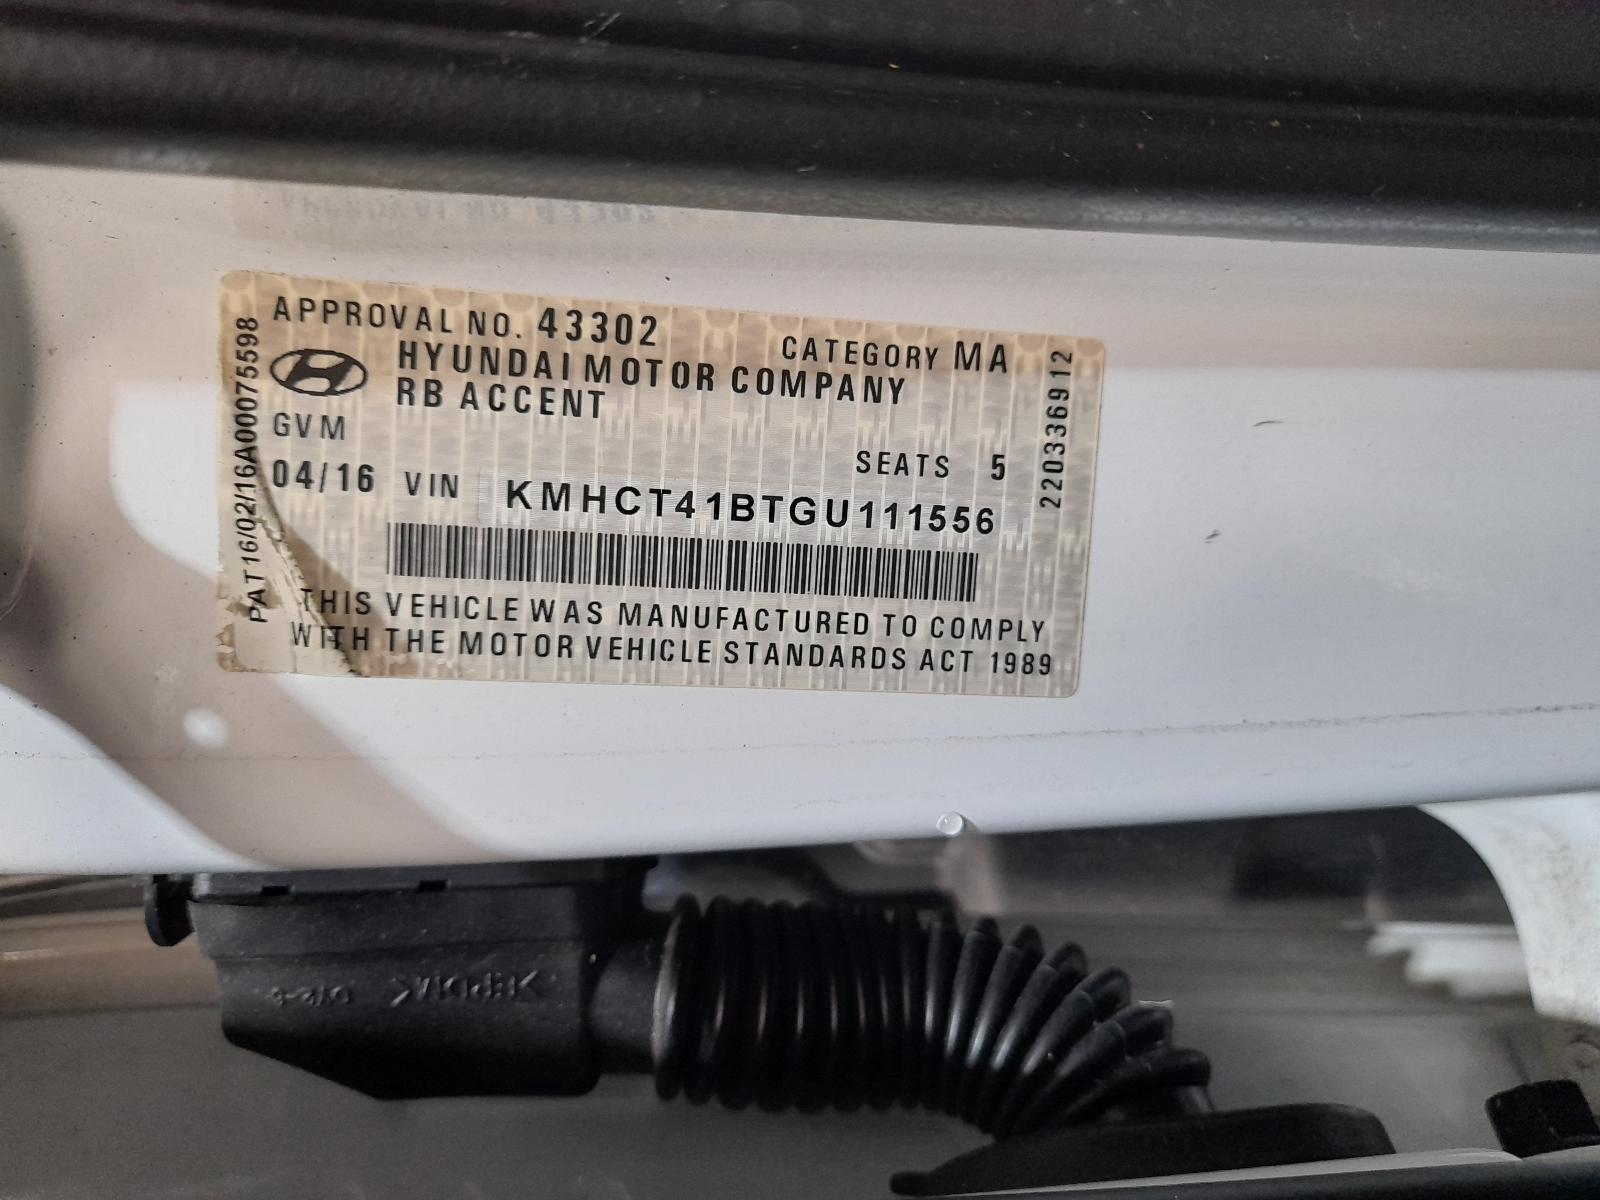 APPROVAL NO. 43302 CATEGORY MA
HYUNDAI MOTOR COMPANY
RB ACCENT
GVM SEATS 5
04/16 VIN KMHCT41BTGU111556
THIS VEHICLE WAS MANUFACTURED TO COMPLY
WITH THE MOTOR VEHICLE STANDARDS ACT 1989
PAT16/02/16A00075598
220336912